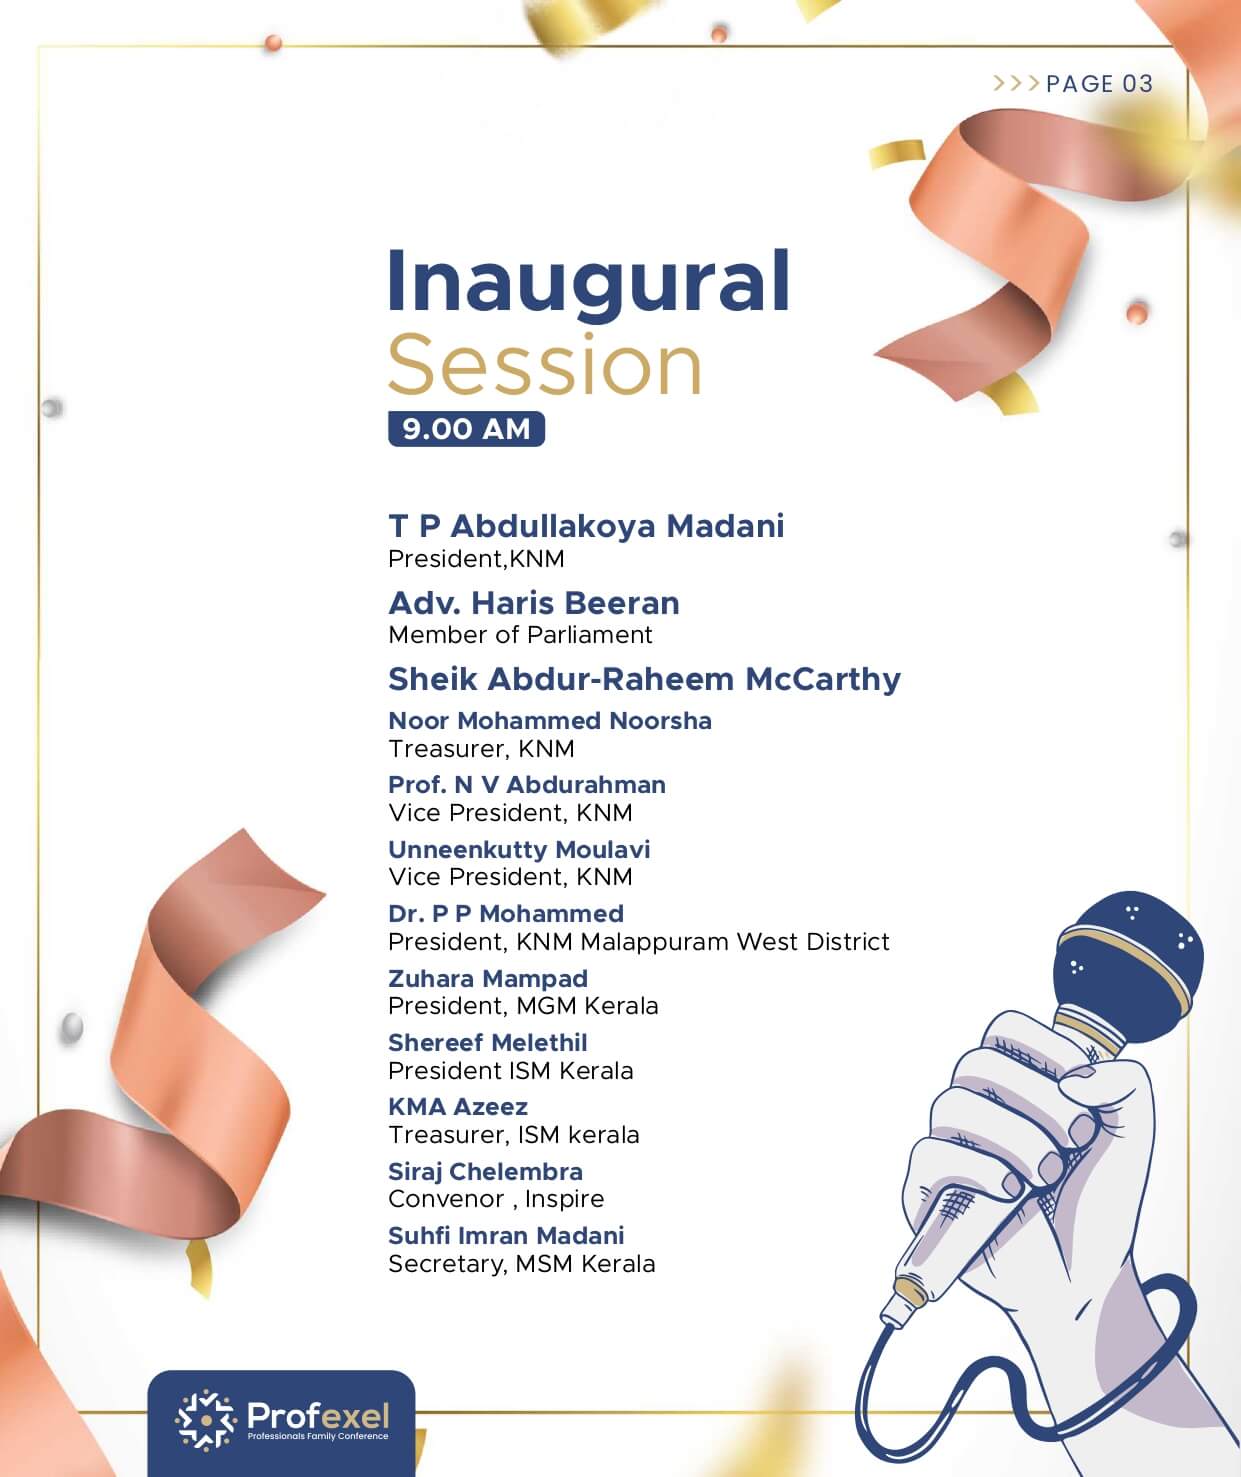 >>> PAGE 03
Inaugural
Session
9.00 AM
T P Abdullakoya Madani
President,KNM
Adv. Haris Beeran
Member of Parliament
Sheik Abdur-Raheem McCarthy
Noor Mohammed Noorsha
Treasurer, KNM
Prof. N V Abdurahman
Vice President, KNM
Unneenkutty Moulavi
Vice President, KNM
Dr. P P Mohammed
President, KNM Malappuram West District
Zuhara Mampad
President, MGM Kerala
Shereef Melethil
President ISM Kerala
KMA Azeez
Treasurer, ISM kerala
Siraj Chelembra
Convenor , Inspire
Suhfi Imran Madani
Secretary, MSM Kerala
Profexel
Professionals Family Conference